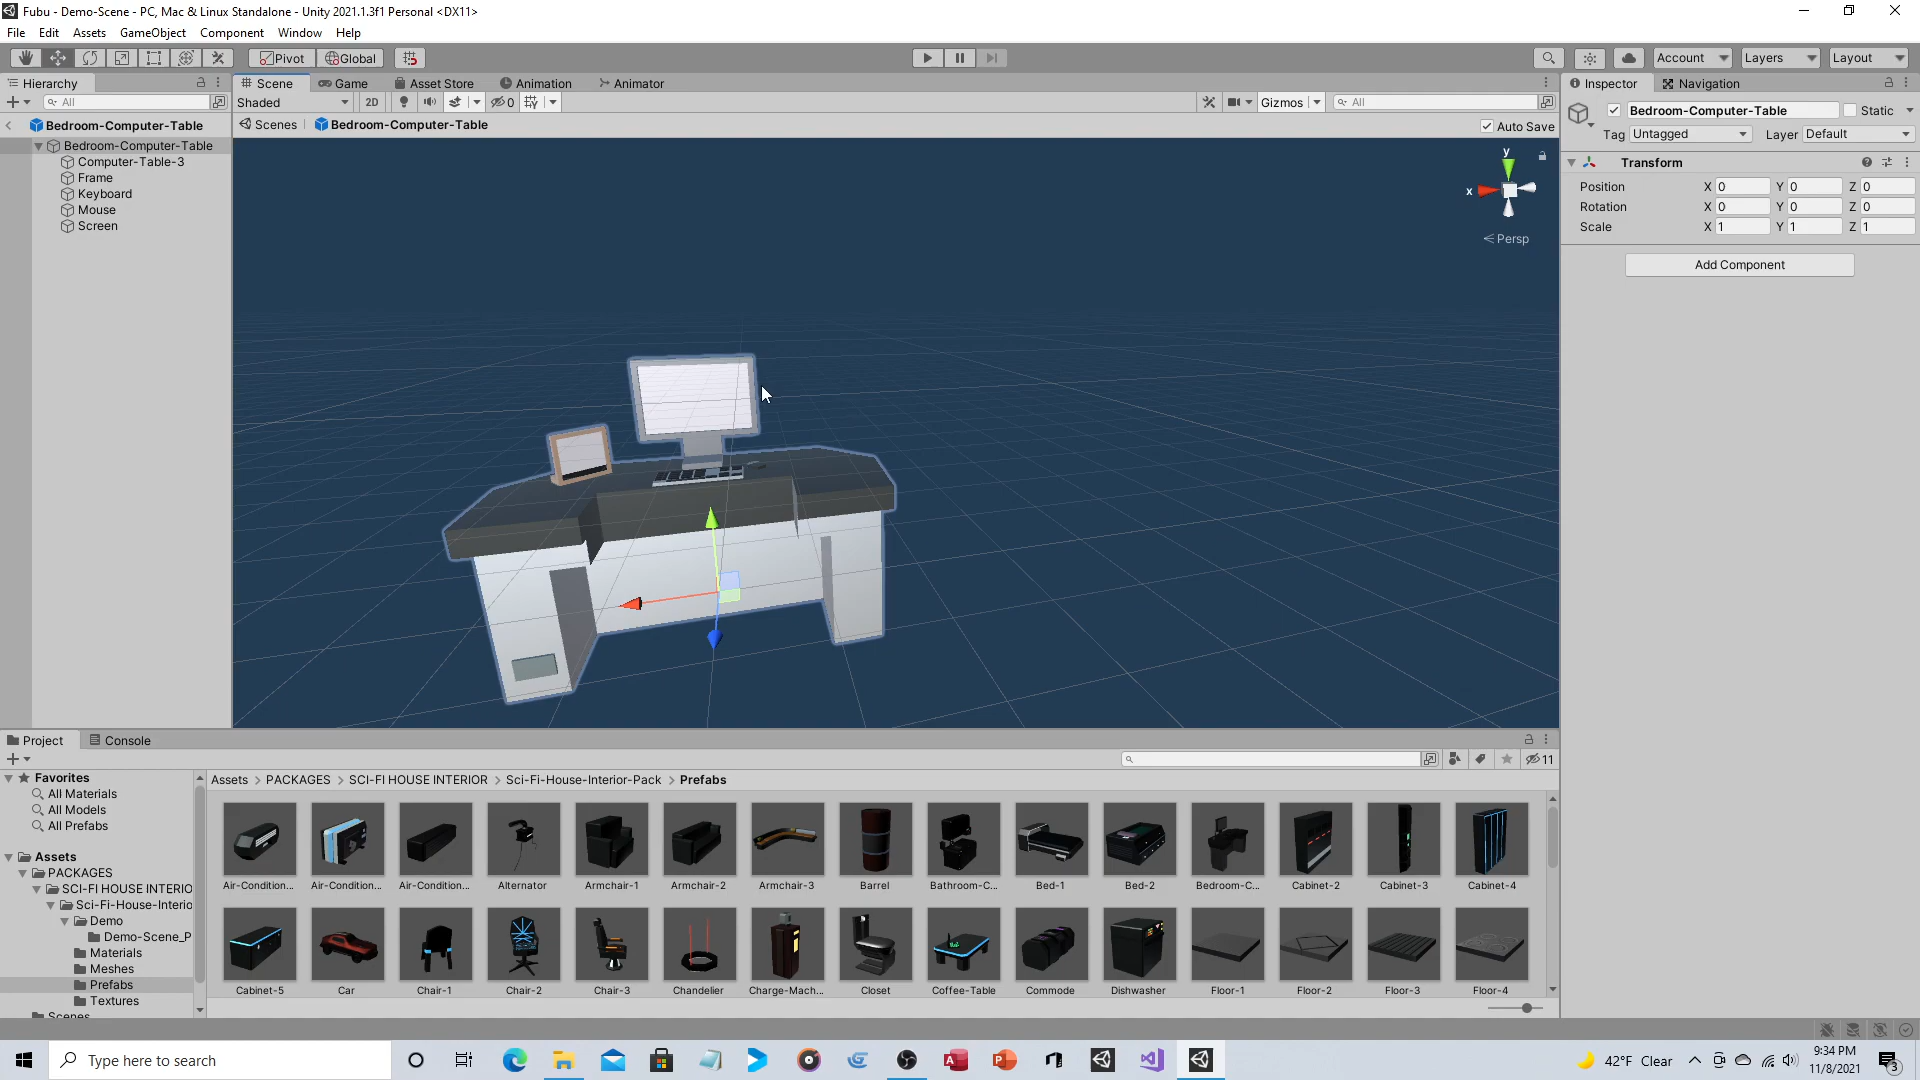 Fubu - Demo-Scene - PC, Mac & Linux Standalone - Unity 2021.1.3f1 Personal <DX11>
File Edit Assets GameObject Component Window Help
Pivot Global Account Layers Layout
Hierarchy Scene Game Asset Store Animation Animator Inspector Navigation
All Shaded 2D 0 Gizmos All
Bedroom-Computer-Table Scenes Bedroom-Computer-Table Auto Save
Bedroom-Computer-Table
Computer-Table-3
Frame
Keyboard
Mouse
Screen
y
x
Persp
Bedroom-Computer-Table Static
Tag Untagged Layer Default
Transform
Position X 0 Y 0 Z 0
Rotation X 0 Y 0 Z 0
Scale X 1 Y 1 Z 1
Add Component
Project Console
11
Favorites
All Materials
All Models
All Prefabs
Assets
PACKAGES
SCI-FI HOUSE INTERIO
Sci-Fi-House-Interio
Demo
Demo-Scene_P
Materials
Meshes
Prefabs
Textures
Scenes
Assets > PACKAGES > SCI-FI HOUSE INTERIOR > Sci-Fi-House-Interior-Pack > Prefabs
Air-Condition... Air-Condition... Air-Condition... Alternator Armchair-1 Armchair-2 Armchair-3 Barrel Bathroom-C... Bed-1 Bed-2 Bedroom-C... Cabinet-2 Cabinet-3 Cabinet-4
Cabinet-5 Car Chair-1 Chair-2 Chair-3 Chandelier Charge-Mach... Closet Coffee-Table Commode Dishwasher Floor-1 Floor-2 Floor-3 Floor-4
Type here to search
42°F Clear
9:34 PM
11/8/2021
3